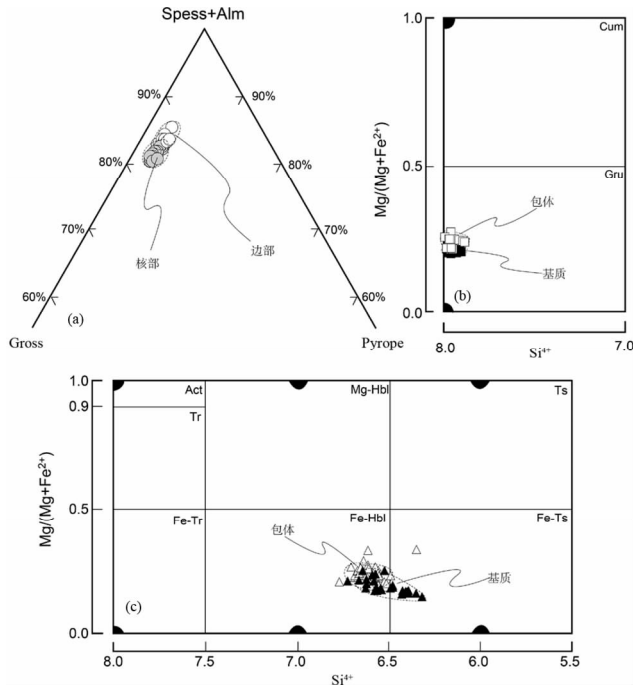 Spess+Alm
90%
90%
80%
80%
70%
70%
60%
60%
核部
边部
(a)
Gross
Pyrope
1.0
Cum
Mg/(Mg+Fe²⁺)
0.5
Gru
包体
基质
(b)
0.0
8.0
7.0
Si⁴⁺
1.0
Act
Mg-Hbl
Ts
0.9
Tr
Mg/(Mg+Fe²⁺)
0.5
Fe-Tr
Fe-Hbl
Fe-Ts
包体
基质
(c)
0.0
8.0
7.5
7.0
6.5
6.0
5.5
Si⁴⁺